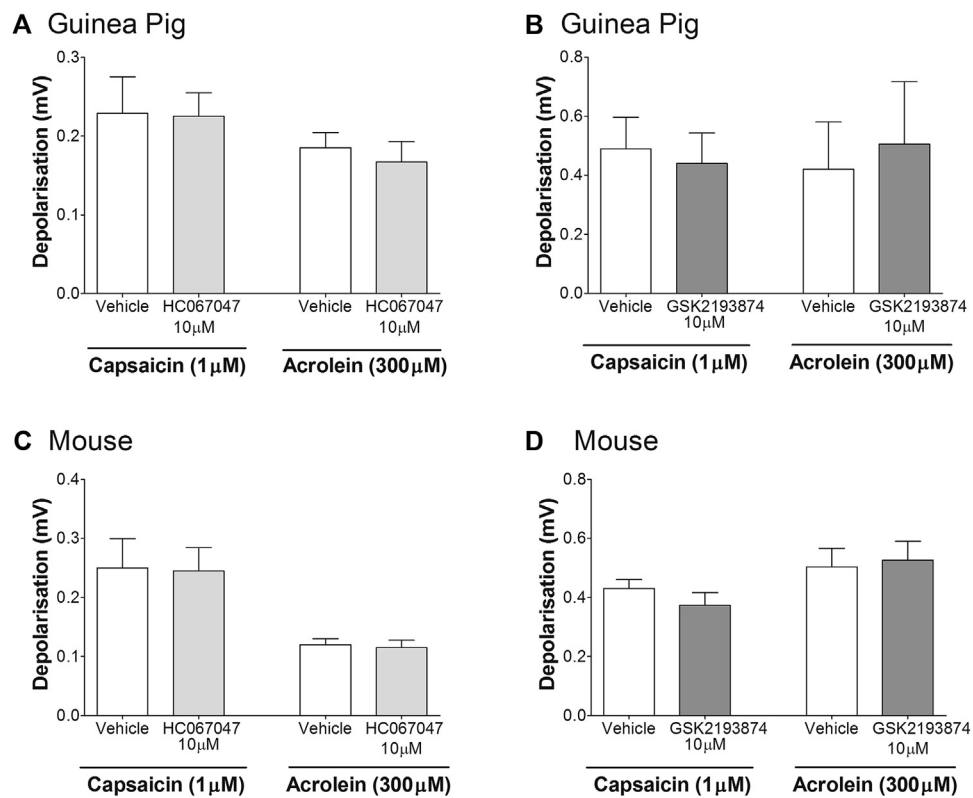 A Guinea Pig
Depolarisation (mV)
0.3
0.2
0.1
0.0
Vehicle HC067047 Vehicle HC067047
10μM 10μM
Capsaicin (1μM) Acrolein (300μM)
B Guinea Pig
Depolarisation (mV)
0.8
0.6
0.4
0.2
0.0
Vehicle GSK2193874 Vehicle GSK2193874
10μM 10μM
Capsaicin (1μM) Acrolein (300μM)
C Mouse
Depolarisation (mV)
0.4
0.3
0.2
0.1
0.0
Vehicle HC067047 Vehicle HC067047
10μM 10μM
Capsaicin (1μM) Acrolein (300μM)
D Mouse
Depolarisation (mV)
0.8
0.6
0.4
0.2
0.0
Vehicle GSK2193874 Vehicle GSK2193874
10μM 10μM
Capsaicin (1μM) Acrolein (300μM)